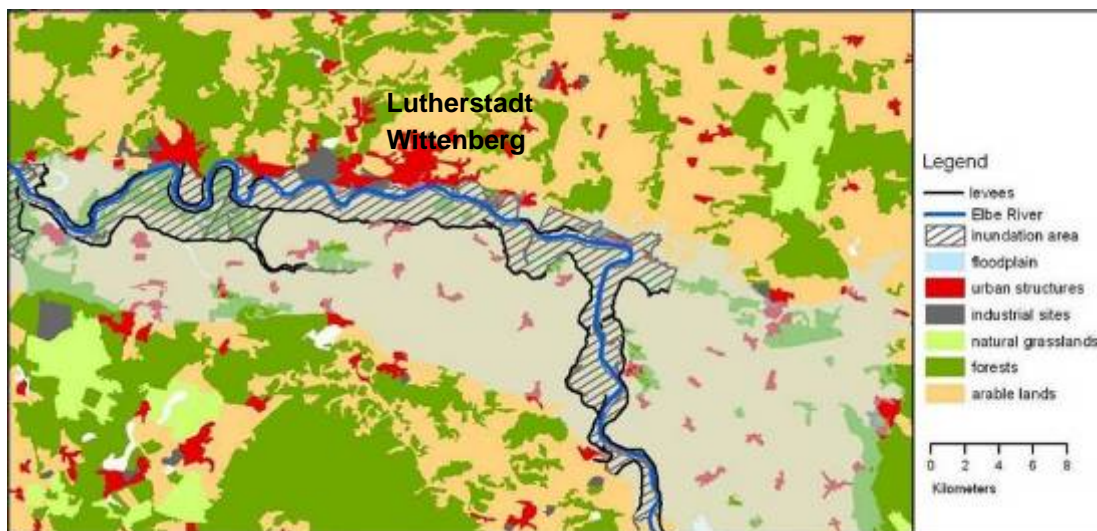 Lutherstadt
Wittenberg
Legend
levees
Elbe River
inundation area
floodplain
urban structures
industrial sites
natural grasslands
forests
arable lands
0 2 4 6 8
Kilometers